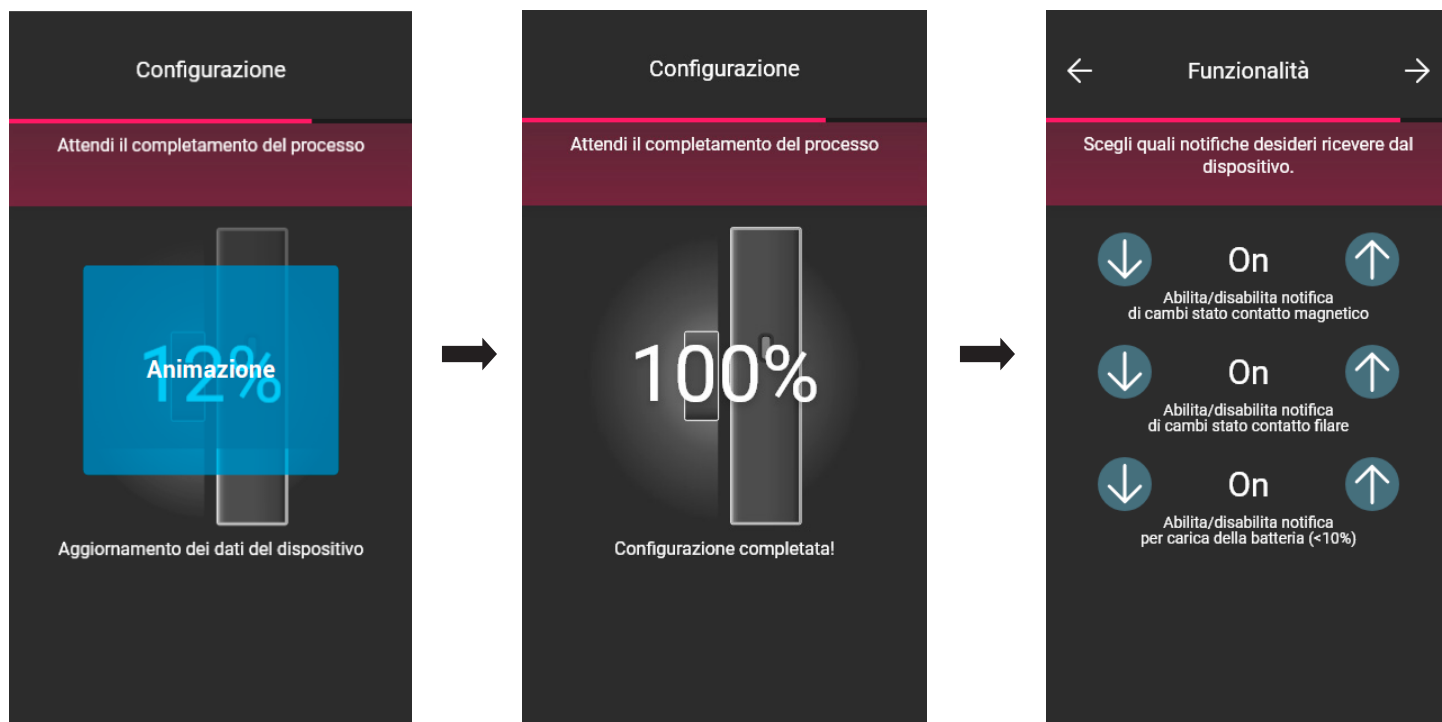 Configurazione
Attendi il completamento del processo
12%
Animazione
Aggiornamento dei dati del dispositivo
Configurazione
Attendi il completamento del processo
100%
Configurazione completata!
Funzionalità
Scegli quali notifiche desideri ricevere dal
dispositivo.
On
Abilita/disabilita notifica
di cambi stato contatto magnetico
On
Abilita/disabilita notifica
di cambi stato contatto filare
On
Abilita/disabilita notifica
per carica della batteria (<10%)